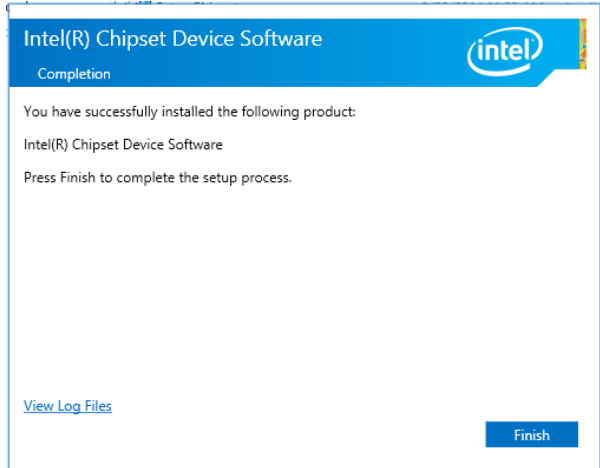 Intel(R) Chipset Device Software
intel
Completion
You have successfully installed the following product:
Intel(R) Chipset Device Software
Press Finish to complete the setup process.
View Log Files
Finish